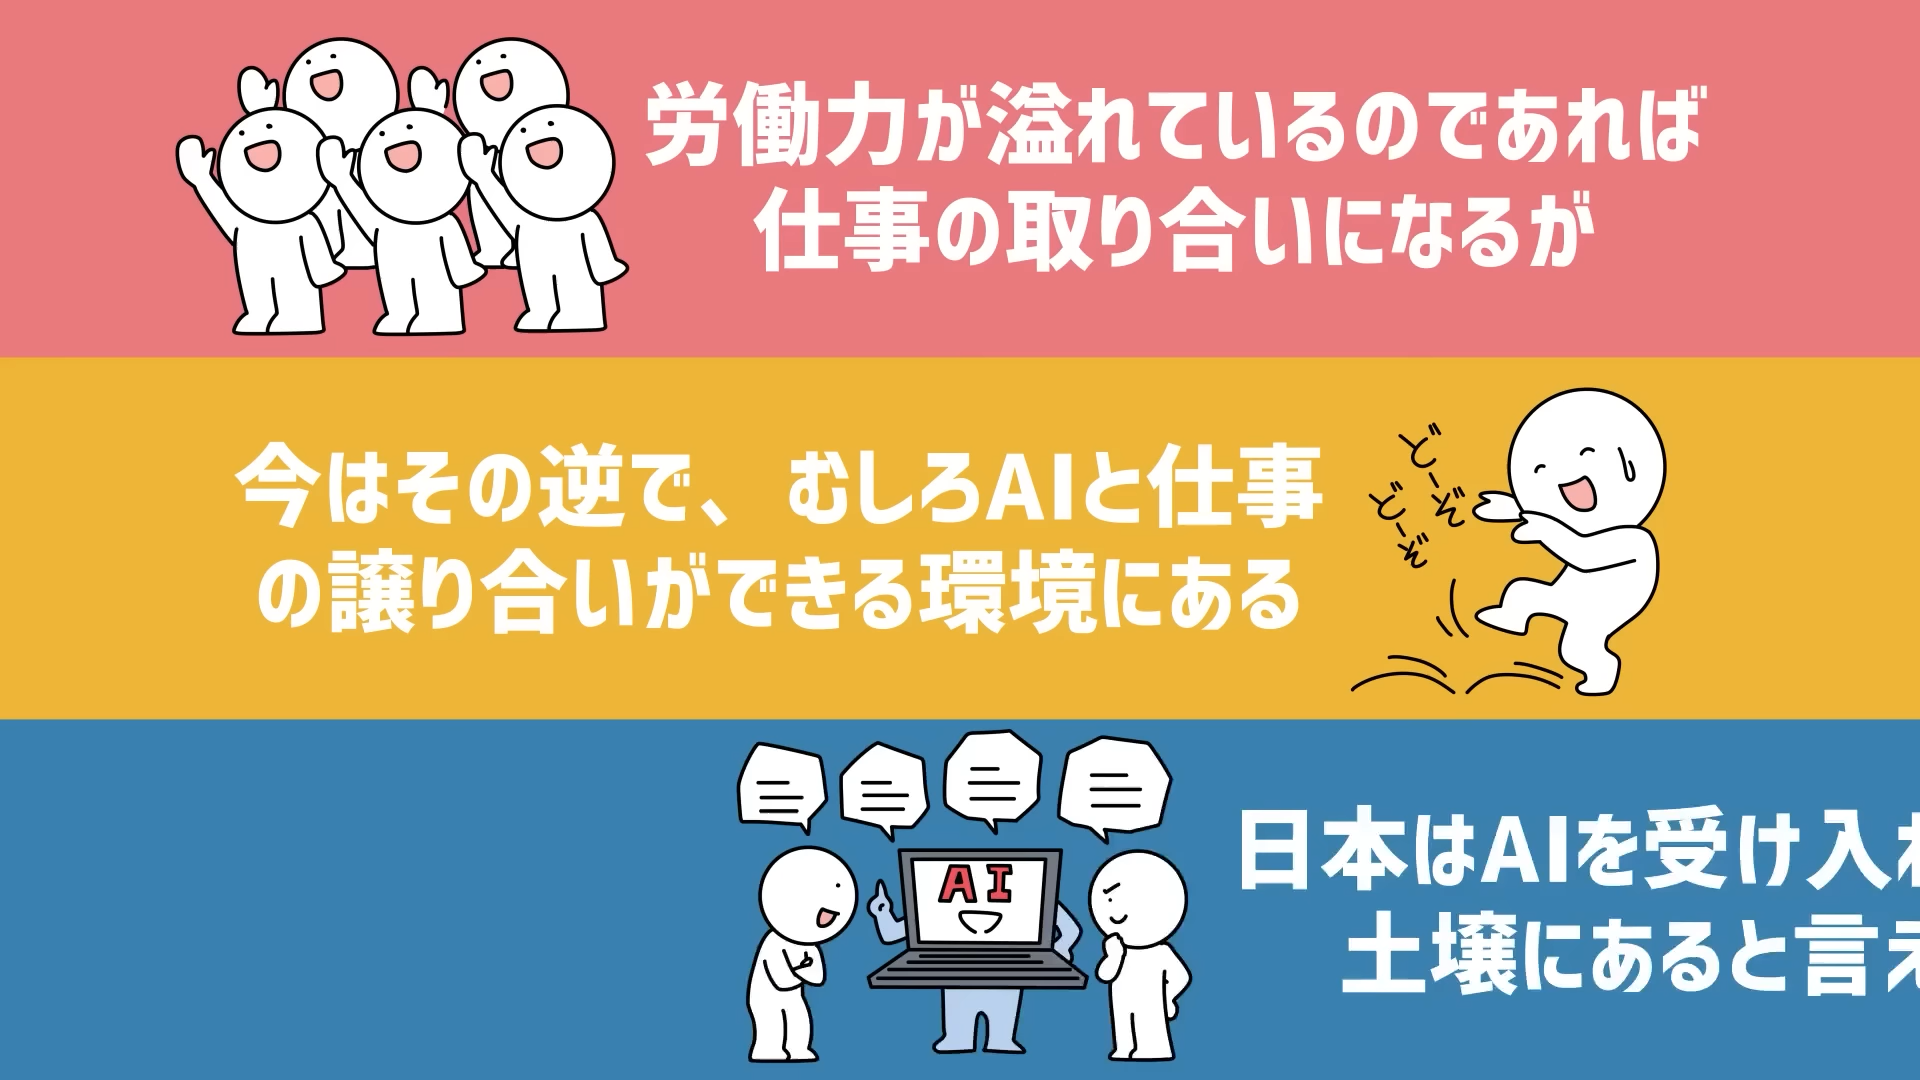 労働力が溢れているのであれば
仕事の取り合いになるが
今はその逆で、むしろAIと仕事
の譲り合いができる環境にある
どーぞ
どーぞ
AI
日本はAIを受け入れ
土壌にあると言え